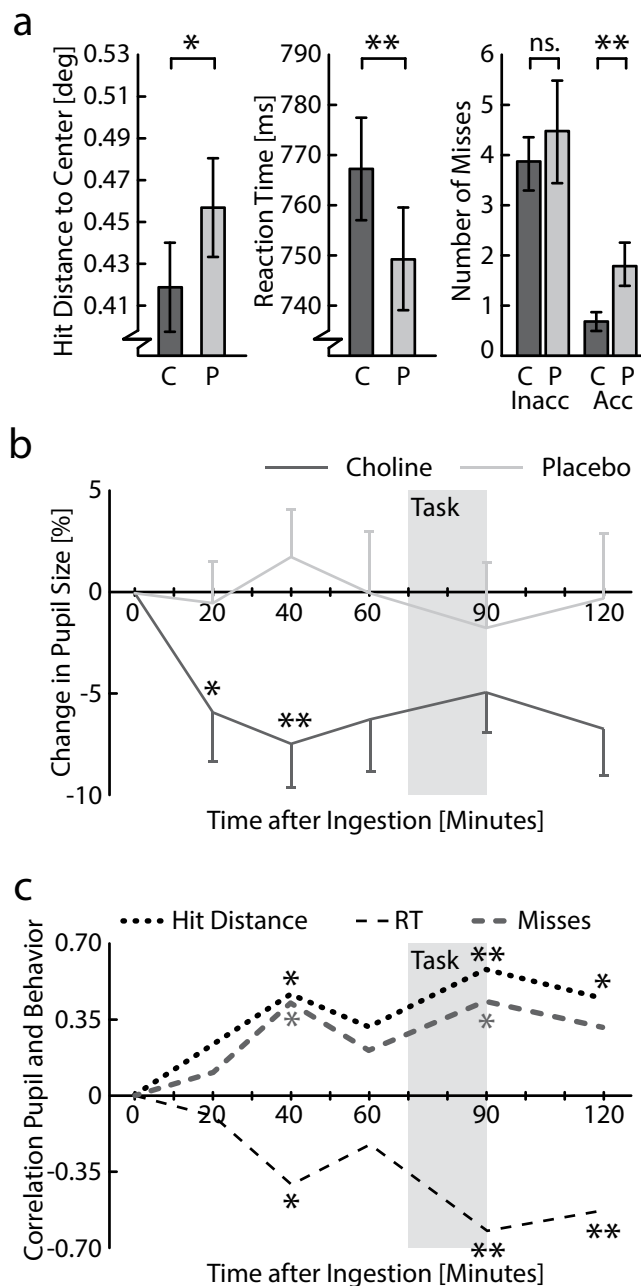 a
Hit Distance to Center [deg]
0.53
0.51
0.49
0.47
0.45
0.43
0.41
*
C P
Reaction Time [ms]
790
780
770
760
750
740
**
C P
Number of Misses
6
5
4
3
2
1
0
ns. **
C P C P
Inacc Acc
b
Choline Placebo
Change in Pupil Size [%]
5
0
-5
-10
Task
0 20 40 60 90 120
* **
Time after Ingestion [Minutes]
c
Hit Distance RT Misses
Correlation Pupil and Behavior
0.70
0.35
0
-0.35
-0.70
Task
* ** *
* *
0 20 40 60 90 120
* ** **
Time after Ingestion [Minutes]